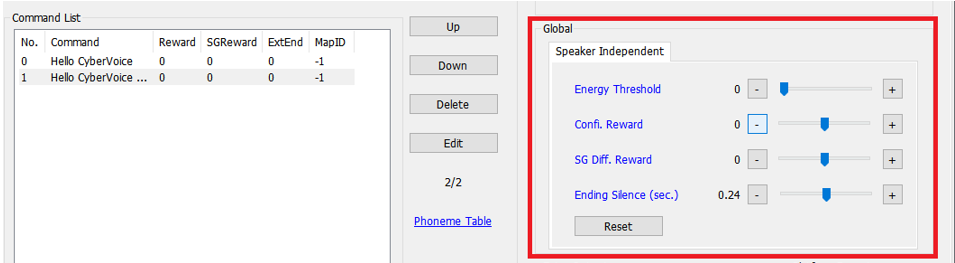 Command List
No. Command Reward SGReward ExtEnd MapID
0 Hello CyberVoice 0 0 0 -1
1 Hello CyberVoice ... 0 0 0 -1
Up
Down
Delete
Edit
2/2
Phoneme Table
Global
Speaker Independent
Energy Threshold 0 - +
Confi. Reward 0 - +
SG Diff. Reward 0 - +
Ending Silence (sec.) 0.24 - +
Reset